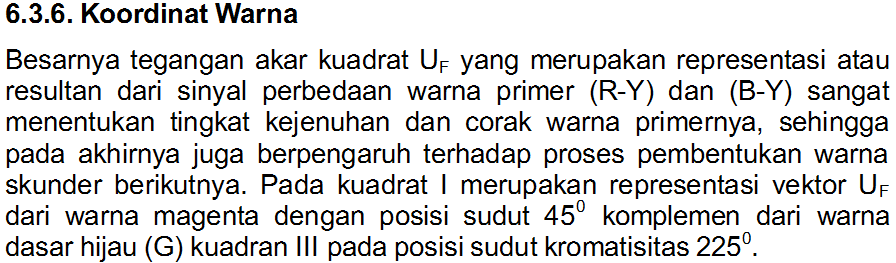 6.3.6. Koordinat Warna
Besarnya tegangan akar kuadrat U_F yang merupakan representasi atau
resultan dari sinyal perbedaan warna primer (R-Y) dan (B-Y) sangat
menentukan tingkat kejenuhan dan corak warna primernya, sehingga
pada akhirnya juga berpengaruh terhadap proses pembentukan warna
skunder berikutnya. Pada kuadrat I merupakan representasi vektor U_F
dari warna magenta dengan posisi sudut 45⁰ komplemen dari warna
dasar hijau (G) kuadran III pada posisi sudut kromatisitas 225⁰.